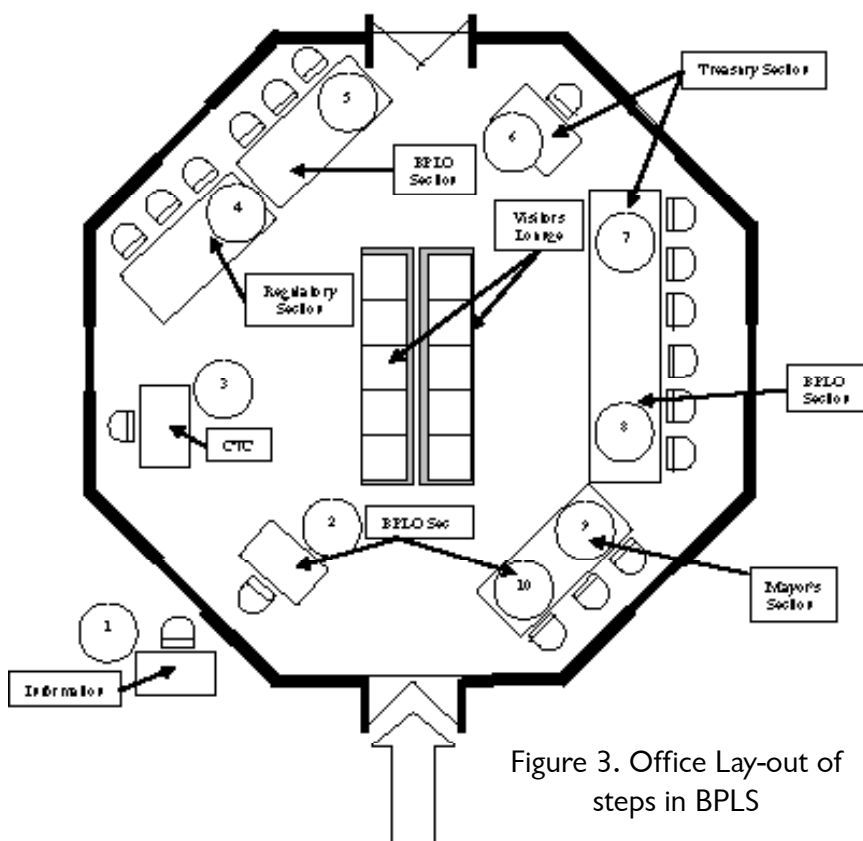 Treasury Section
5
6
BPLO
Section
4
Visitors
Lounge
7
Regulatory
Section
3
BPLO
Section
CTC
8
2
BPLO Sec
9
10
Mayor's
Section
1
Information
Figure 3. Office Lay-out of
steps in BPLS